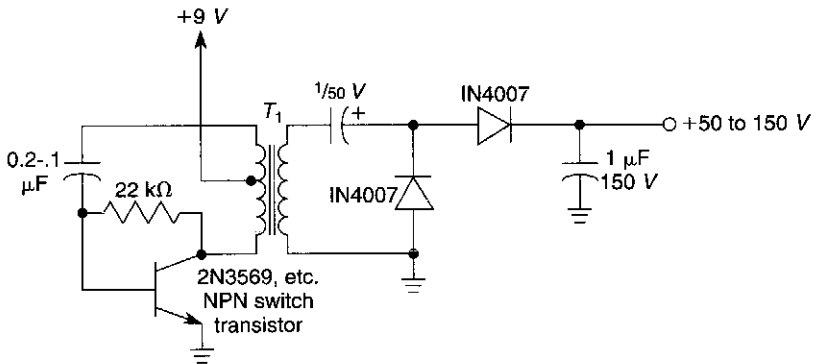 +9 V
T1
1/50 V
+
IN4007
+50 to 150 V
0.2-.1
µF
22 kΩ
IN4007
1 µF
150 V
2N3569, etc.
NPN switch
transistor